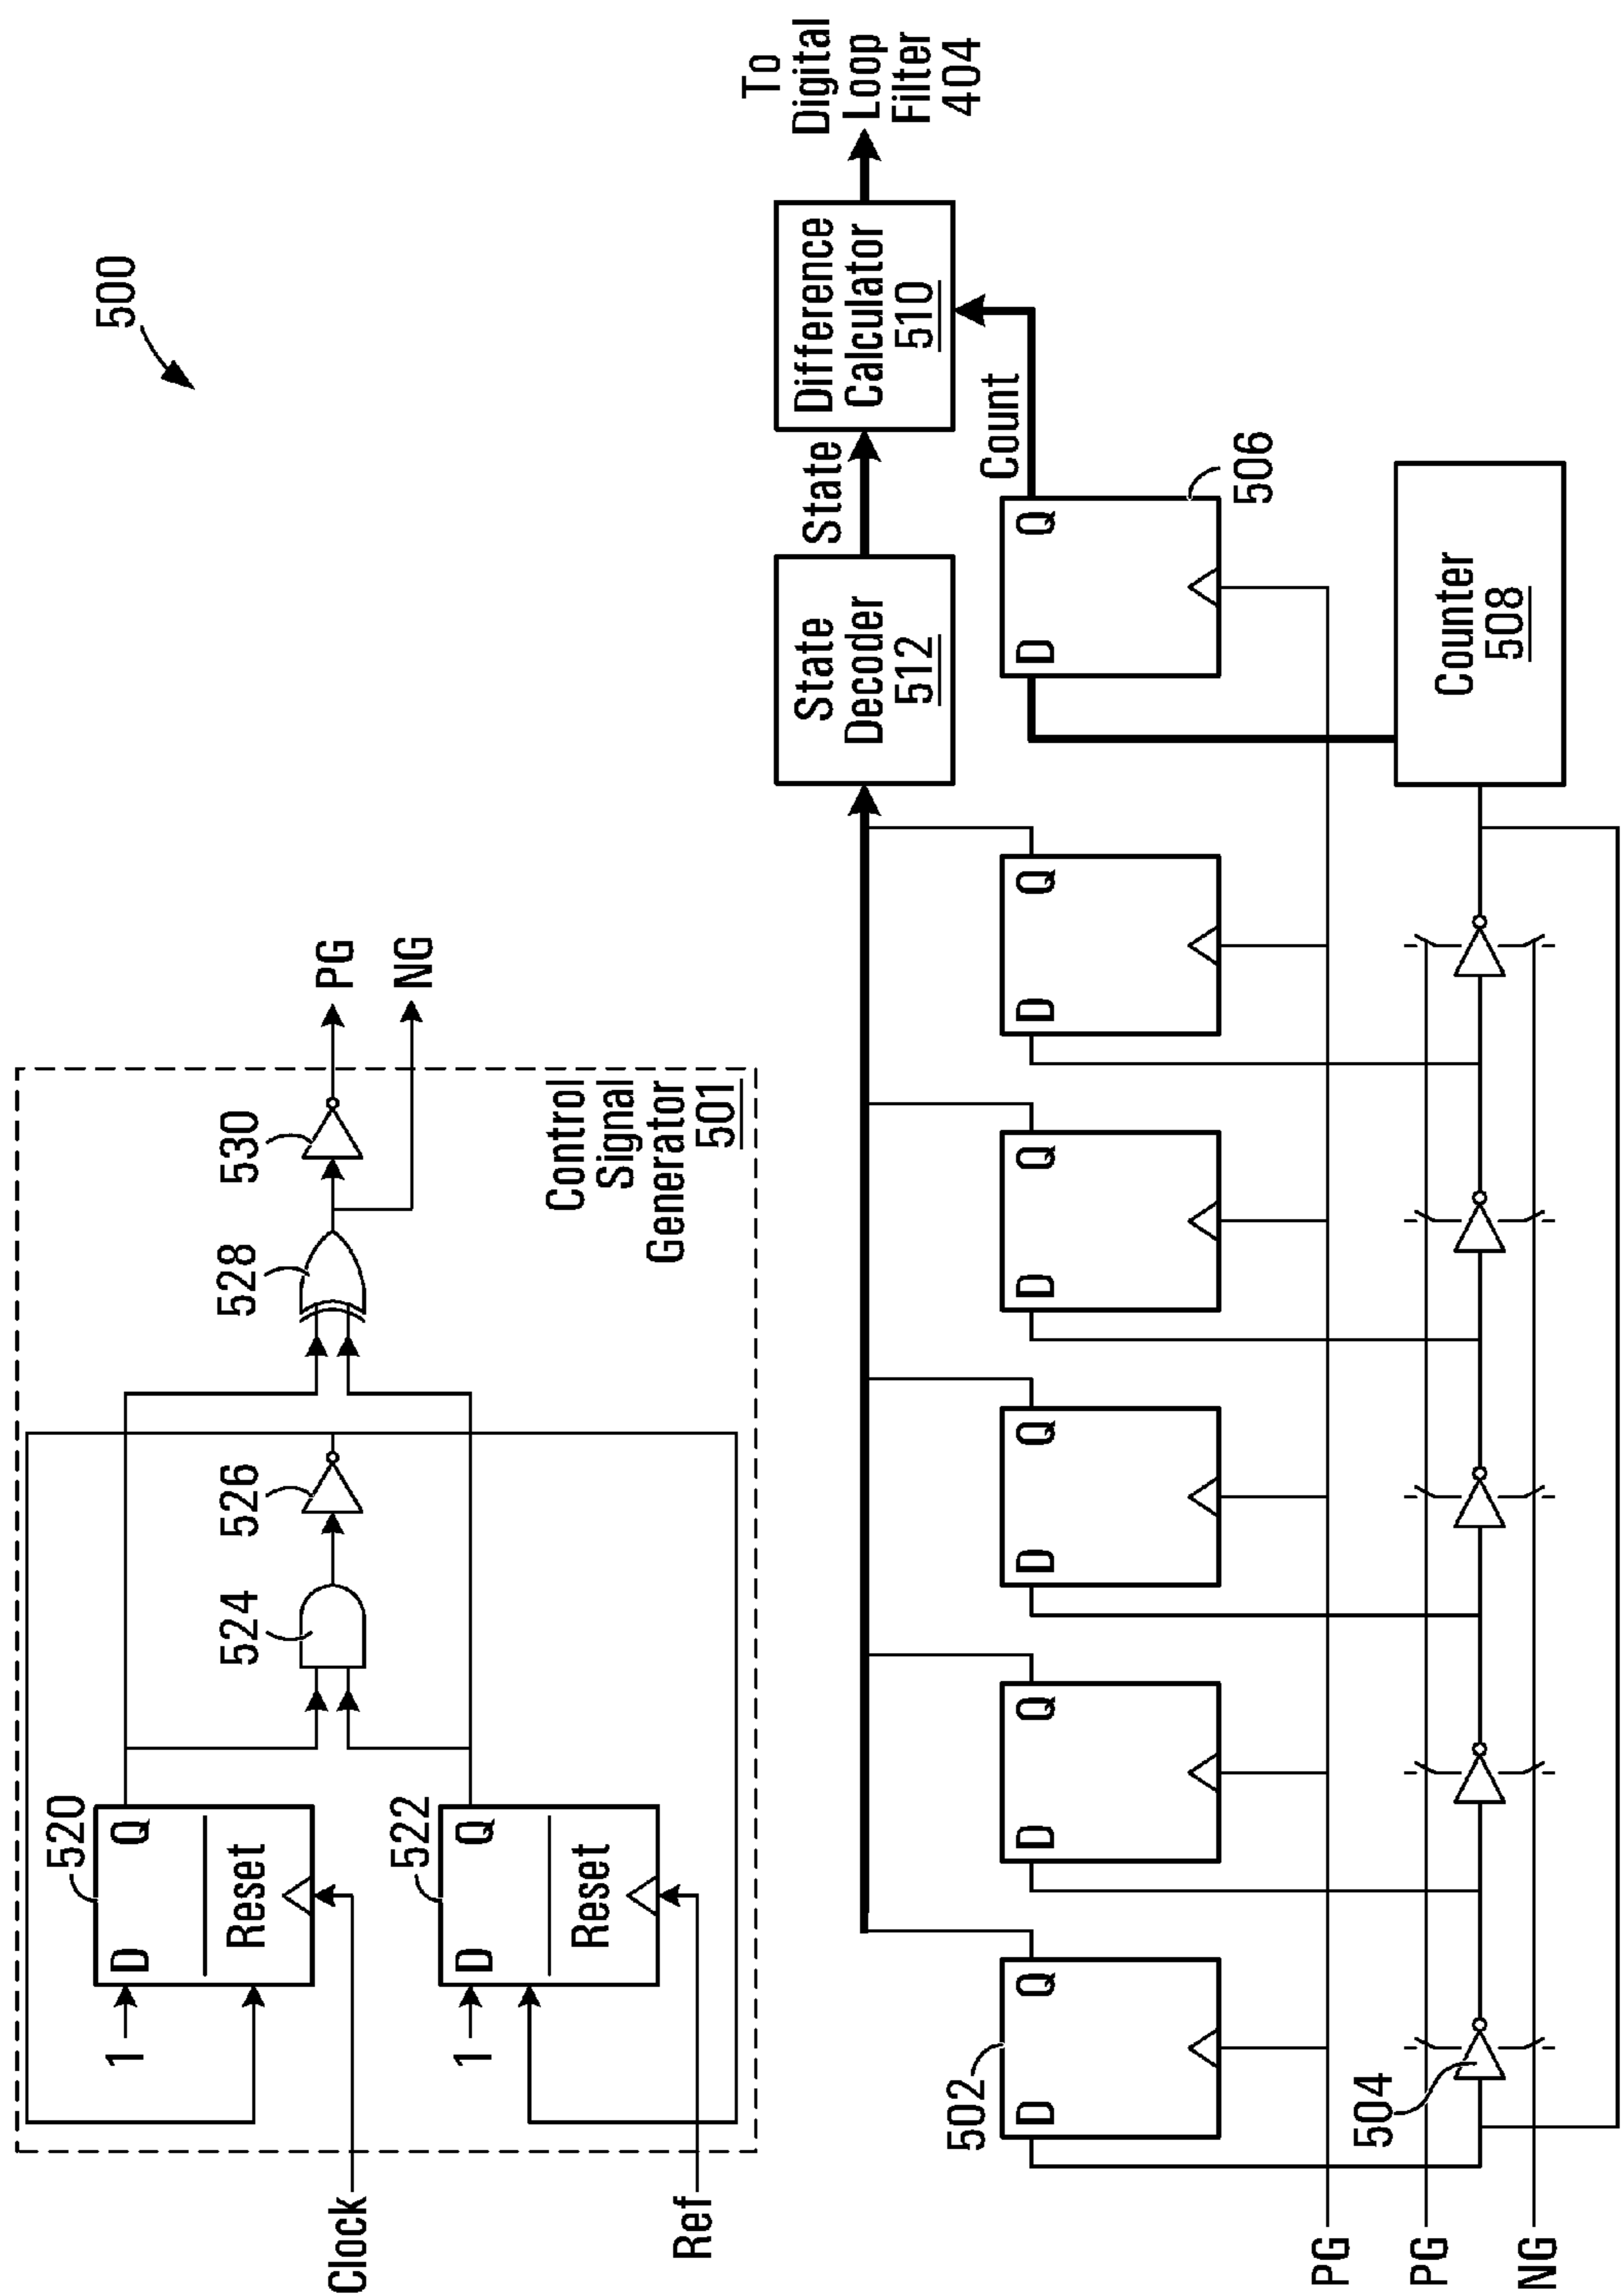 500
Clock
Ref
1
D
Q
Reset
520
1
D
Q
Reset
522
524
526
528
530
PG
NG
Control
Signal
Generator
501
State
Decoder
512
State
Difference
Calculator
510
To
Digital
Loop
Filter
404
Count
D
Q
502
D
Q
D
Q
D
Q
D
Q
D
Q
506
504
Counter
508
PG
PG
NG